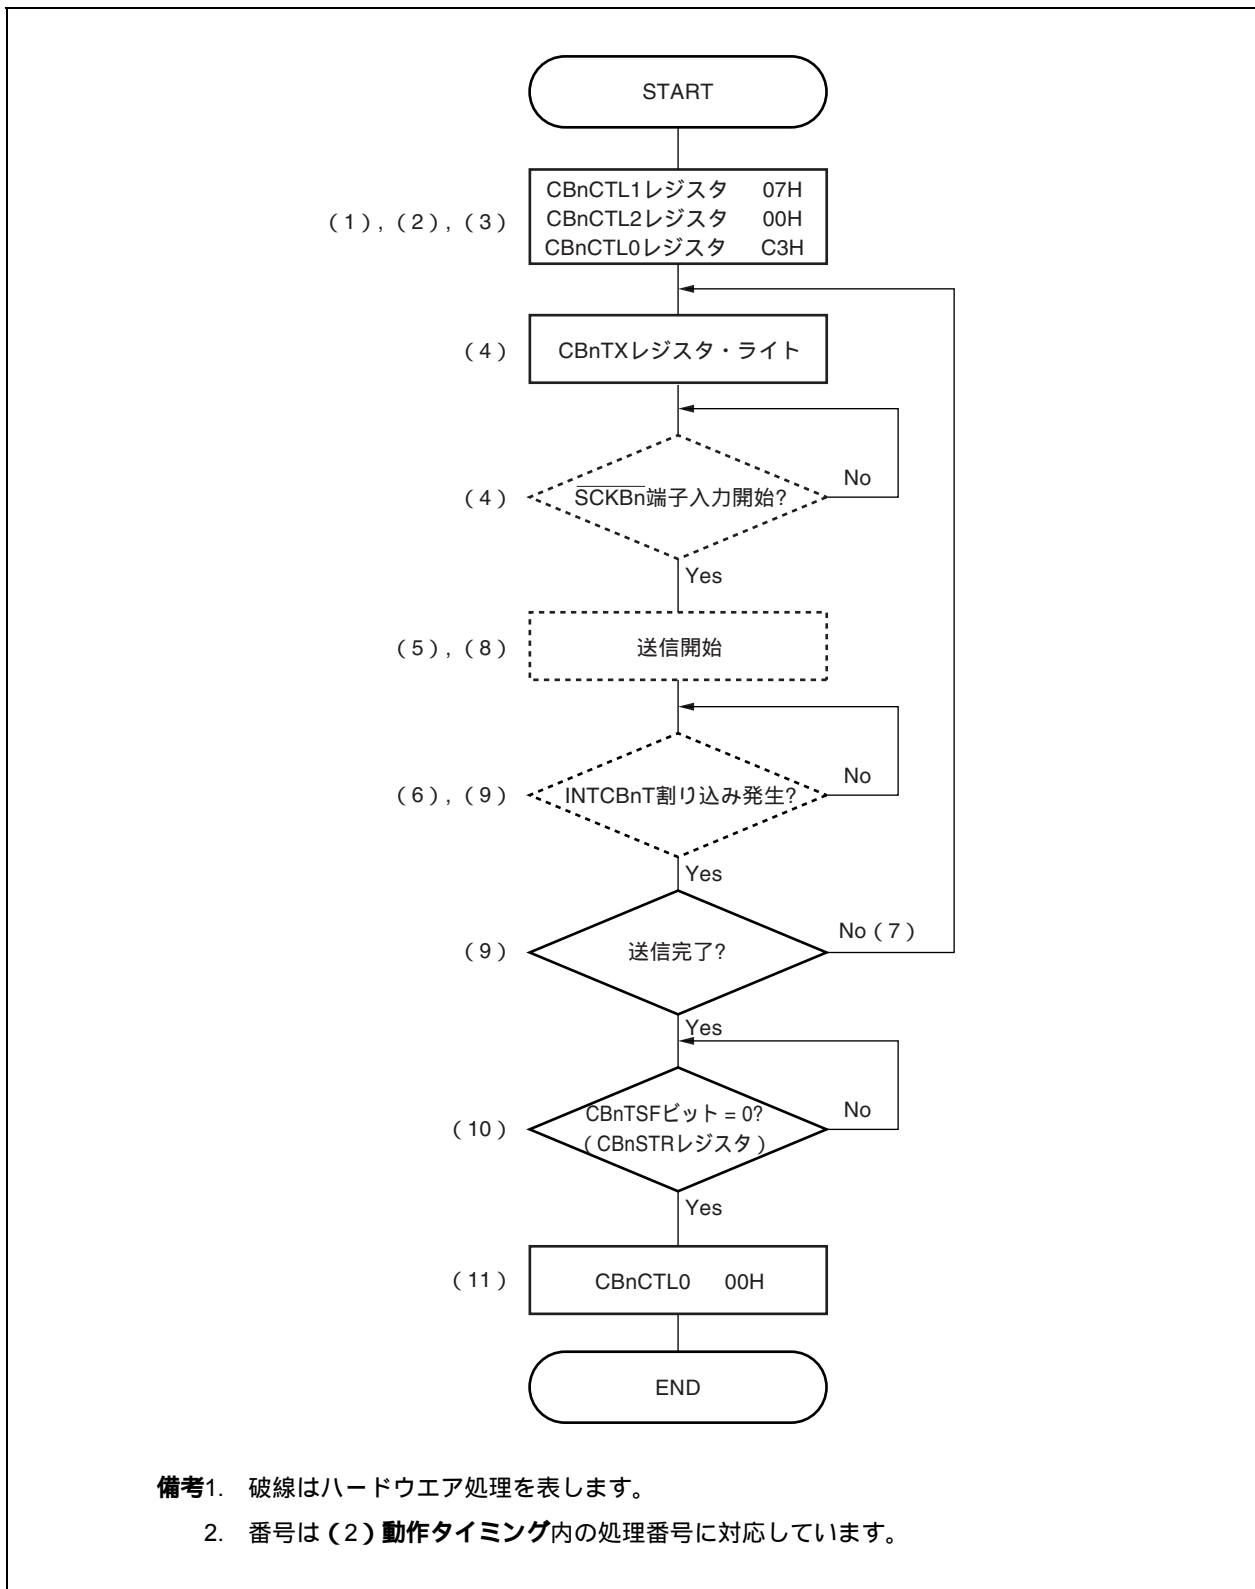 START
(1), (2), (3)
CBnCTL1レジスタ 07H
CBnCTL2レジスタ 00H
CBnCTL0レジスタ C3H
(4)
CBnTXレジスタ・ライト
(4)
SCKBn端子入力開始?
No
Yes
(5), (8)
送信開始
(6), (9)
INTCBnT割り込み発生?
No
Yes
(9)
送信完了?
No (7)
Yes
(10)
CBnTSFビット = 0?
(CBnSTRレジスタ)
No
Yes
(11)
CBnCTL0 00H
END
備考1. 破線はハードウエア処理を表します。
2. 番号は(2)動作タイミング内の処理番号に対応しています。